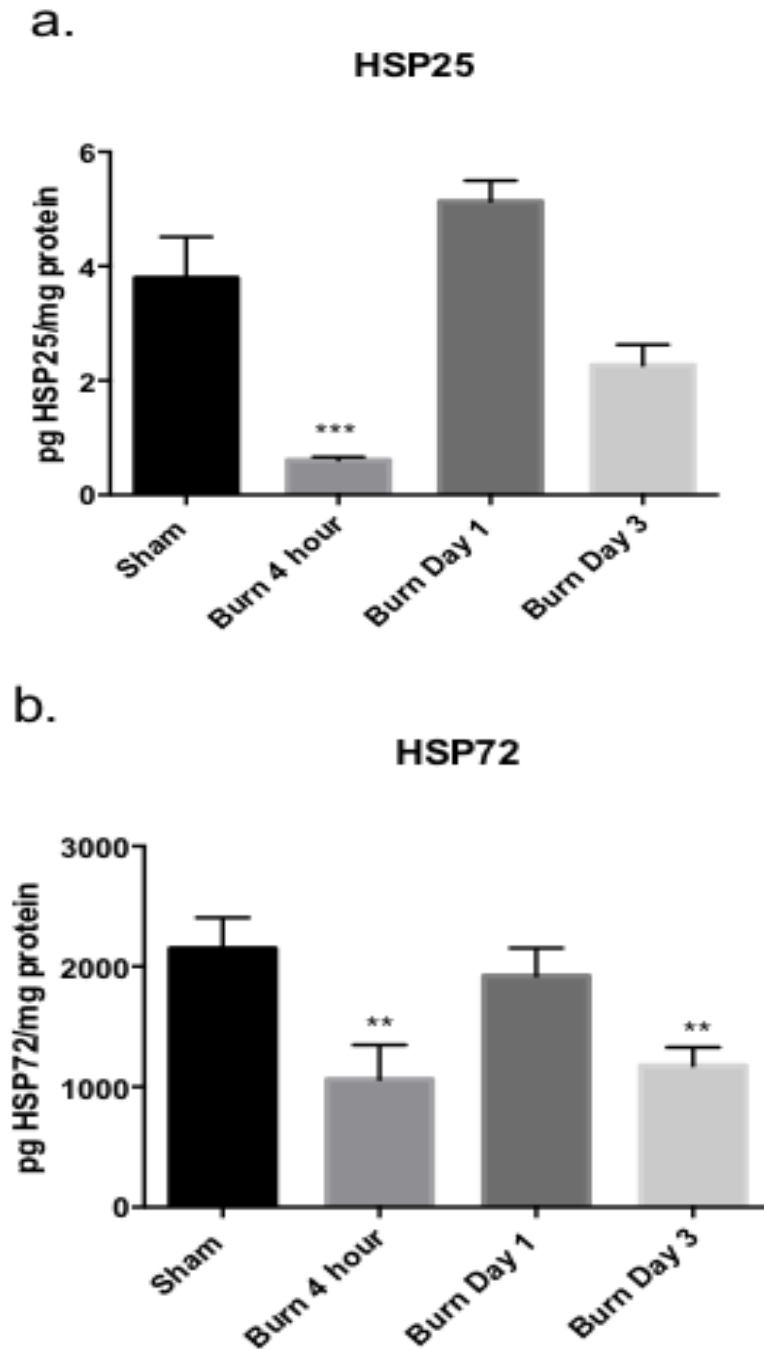 a.
HSP25
pg HSP25/mg protein
6
4
2
0
***
Sham
Burn 4 hour
Burn Day 1
Burn Day 3
b.
HSP72
pg HSP72/mg protein
3000
2000
1000
0
**
**
Sham
Burn 4 hour
Burn Day 1
Burn Day 3